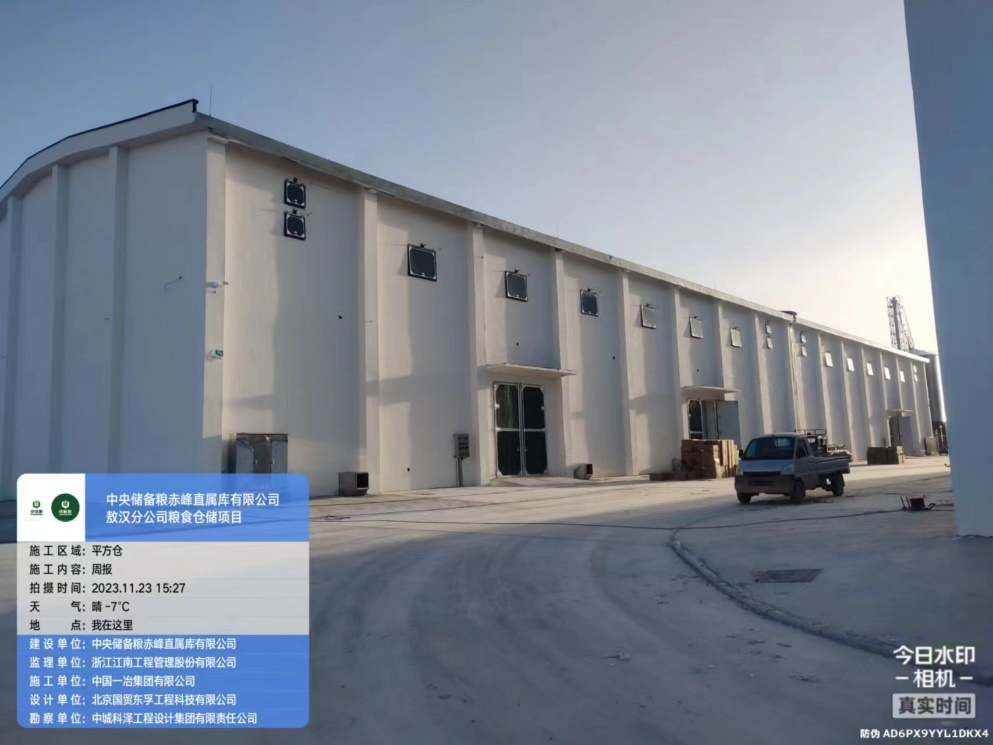 中央储备粮赤峰直属库有限公司
敖汉分公司粮食仓储项目
施工区域：平方仓
施工内容：周报
拍摄时间：2023.11.23 15:27
天 气：晴 -7℃
地 点：我在这里
建设单位：中央储备粮赤峰直属库有限公司
监理单位：浙江江南工程管理股份有限公司
施工单位：中国一冶集团有限公司
设计单位：北京国贸东孚工程科技有限公司
勘察单位：中城科泽工程设计集团有限责任公司
今日水印
相机
真实时间
防伪 AD6PX9YYL1DKX4